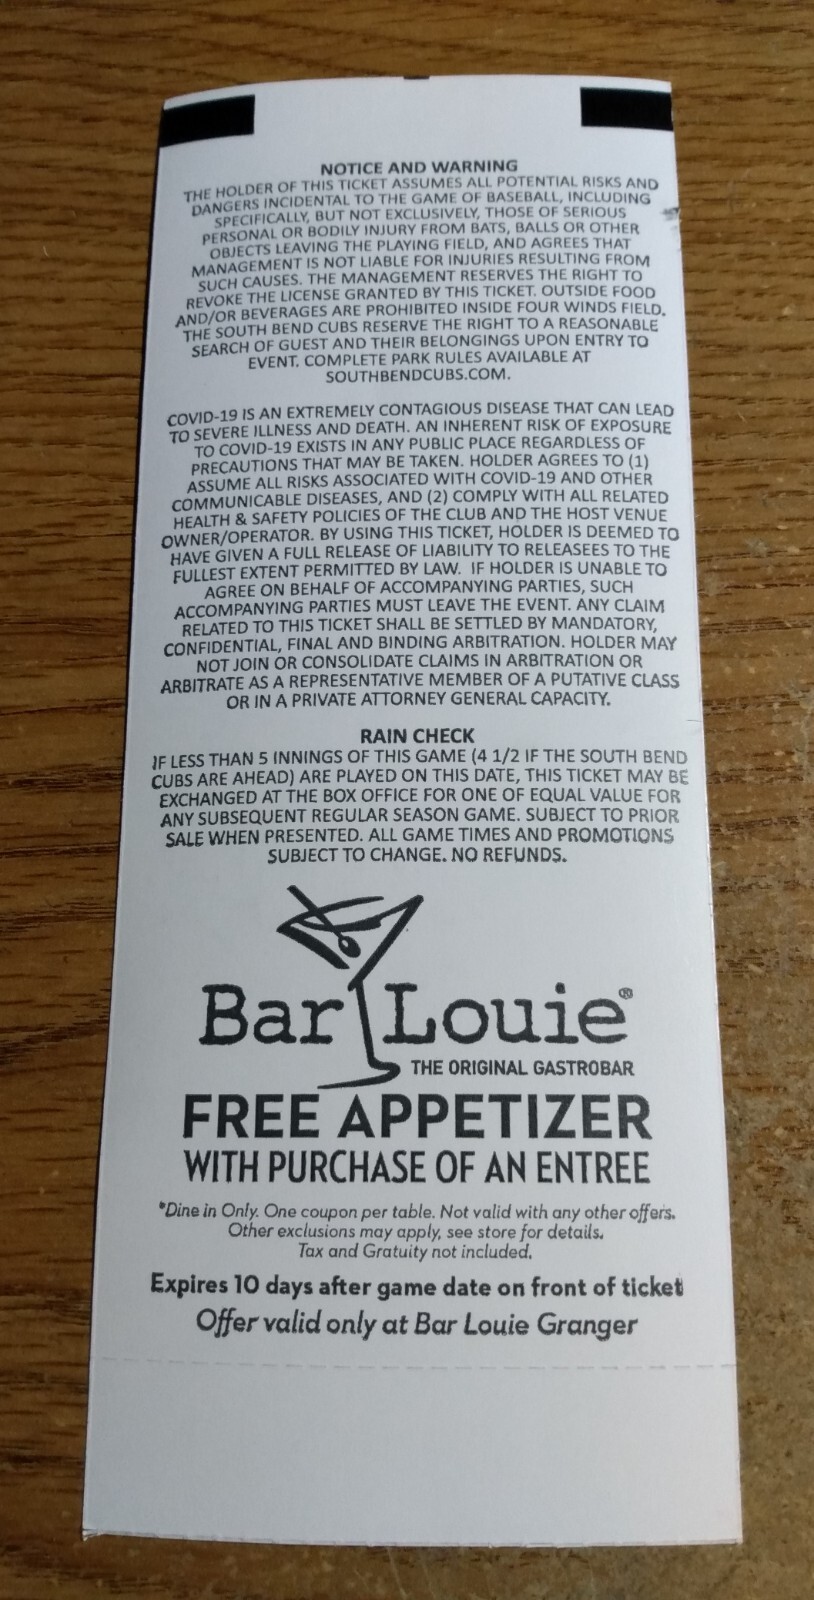 NOTICE AND WARNING
THE HOLDER OF THIS TICKET ASSUMES ALL POTENTIAL RISKS AND
DANGERS INCIDENTAL TO THE GAME OF BASEBALL, INCLUDING
SPECIFICALLY, BUT NOT EXCLUSIVELY, THOSE OF SERIOUS
PERSONAL OR BODILY INJURY FROM BATS, BALLS OR OTHER
OBJECTS LEAVING THE PLAYING FIELD, AND AGREES THAT
MANAGEMENT IS NOT LIABLE FOR INJURIES RESULTING FROM
SUCH CAUSES. THE MANAGEMENT RESERVES THE RIGHT TO
REVOKE THE LICENSE GRANTED BY THIS TICKET. OUTSIDE FOOD
AND/OR BEVERAGES ARE PROHIBITED INSIDE FOUR WINDS FIELD.
THE SOUTH BEND CUBS RESERVE THE RIGHT TO A REASONABLE
SEARCH OF GUEST AND THEIR BELONGINGS UPON ENTRY TO
EVENT. COMPLETE PARK RULES AVAILABLE AT
SOUTHBENDCUBS.COM.
COVID-19 IS AN EXTREMELY CONTAGIOUS DISEASE THAT CAN LEAD
TO SEVERE ILLNESS AND DEATH. AN INHERENT RISK OF EXPOSURE
TO COVID-19 EXISTS IN ANY PUBLIC PLACE REGARDLESS OF
PRECAUTIONS THAT MAY BE TAKEN. HOLDER AGREES TO (1)
ASSUME ALL RISKS ASSOCIATED WITH COVID-19 AND OTHER
COMMUNICABLE DISEASES, AND (2) COMPLY WITH ALL RELATED
HEALTH & SAFETY POLICIES OF THE CLUB AND THE HOST VENUE
OWNER/OPERATOR. BY USING THIS TICKET, HOLDER IS DEEMED TO
HAVE GIVEN A FULL RELEASE OF LIABILITY TO RELEASEES TO THE
FULLEST EXTENT PERMITTED BY LAW. IF HOLDER IS UNABLE TO
AGREE ON BEHALF OF ACCOMPANYING PARTIES, SUCH
ACCOMPANYING PARTIES MUST LEAVE THE EVENT. ANY CLAIM
RELATED TO THIS TICKET SHALL BE SETTLED BY MANDATORY,
CONFIDENTIAL, FINAL AND BINDING ARBITRATION. HOLDER MAY
NOT JOIN OR CONSOLIDATE CLAIMS IN ARBITRATION OR
ARBITRATE AS A REPRESENTATIVE MEMBER OF A PUTATIVE CLASS
OR IN A PRIVATE ATTORNEY GENERAL CAPACITY.
RAIN CHECK
IF LESS THAN 5 INNINGS OF THIS GAME (4 1/2 IF THE SOUTH BEND
CUBS ARE AHEAD) ARE PLAYED ON THIS DATE, THIS TICKET MAY BE
EXCHANGED AT THE BOX OFFICE FOR ONE OF EQUAL VALUE FOR
ANY SUBSEQUENT REGULAR SEASON GAME. SUBJECT TO PRIOR
SALE WHEN PRESENTED. ALL GAME TIMES AND PROMOTIONS
SUBJECT TO CHANGE. NO REFUNDS.
Bar Louie®
THE ORIGINAL GASTROBAR
FREE APPETIZER
WITH PURCHASE OF AN ENTREE
*Dine in Only. One coupon per table. Not valid with any other offers.
Other exclusions may apply, see store for details.
Tax and Gratuity not included.
Expires 10 days after game date on front of ticket
Offer valid only at Bar Louie Granger